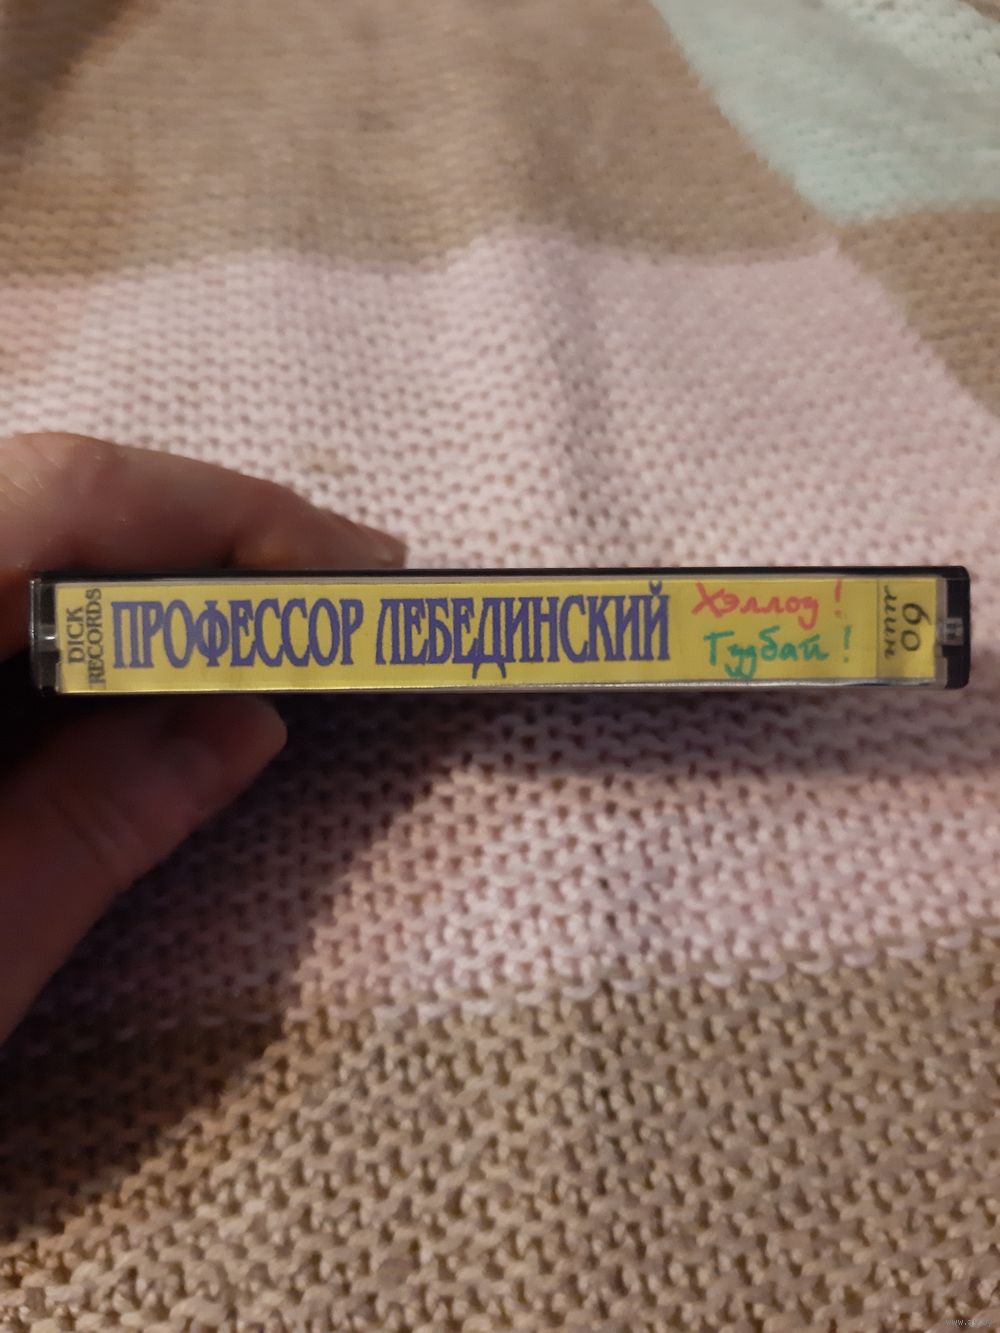 DICK
RECORDS
ПРОФЕССОР ЛЕБЕДИНСКИЙ
Хэллоу!
Гудбай!
60
мин